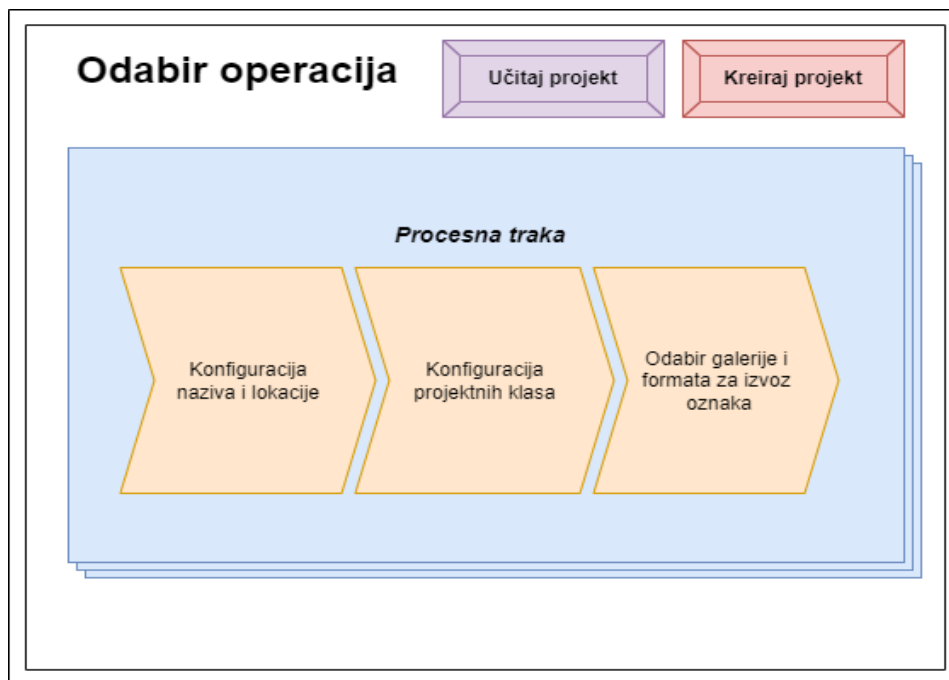 Odabir operacija
Učitaj projekt
Kreiraj projekt
Procesna traka
Konfiguracija
naziva i lokacije
Konfiguracija
projektnih klasa
Odabir galerije i
formata za izvoz
oznaka